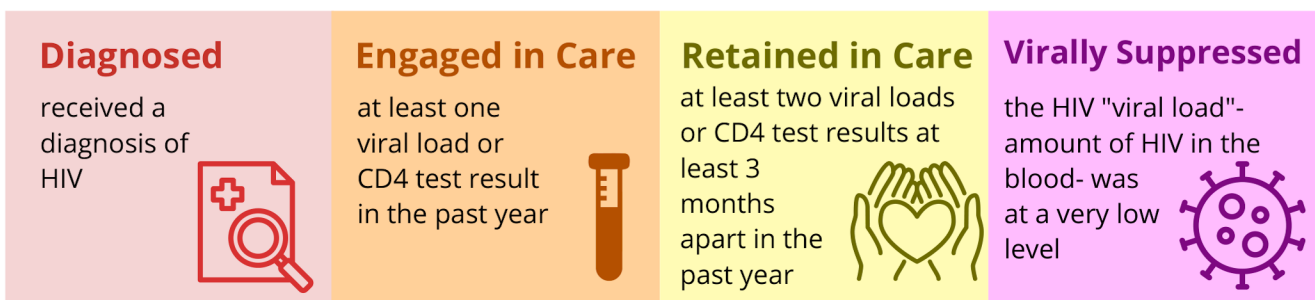 Diagnosed
received a
diagnosis of
HIV
Engaged in Care
at least one
viral load or
CD4 test result
in the past year
Retained in Care
at least two viral loads
or CD4 test results at
least 3
months
apart in the
past year
Virally Suppressed
the HIV "viral load"-
amount of HIV in the
blood- was
at a very low
level